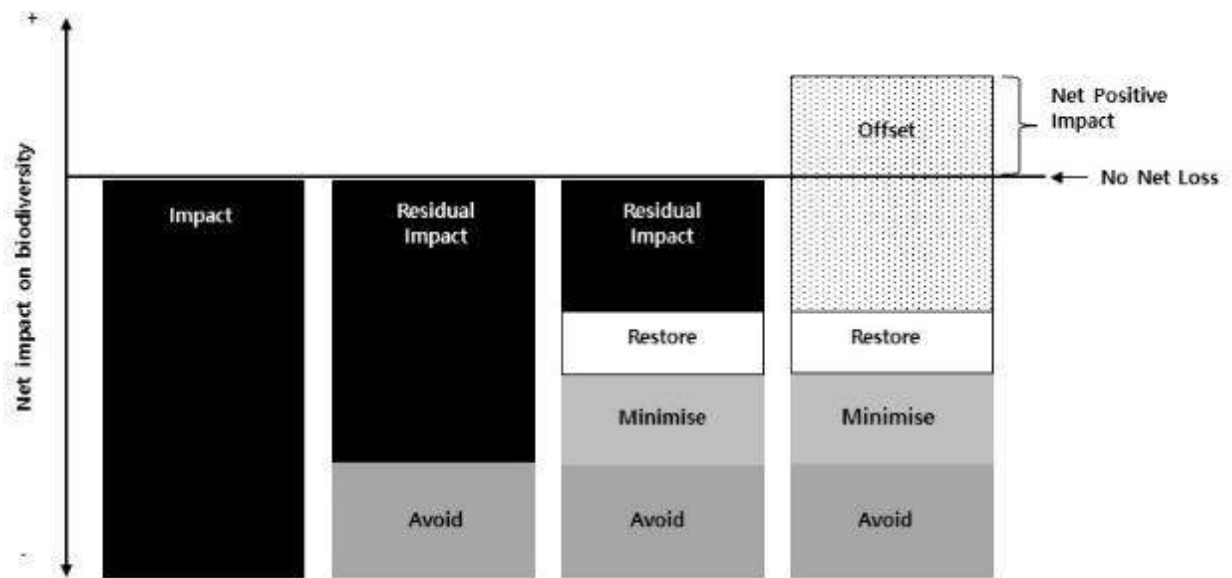 +
Net impact on biodiversity
-
Impact
Residual
Impact
Avoid
Residual
Impact
Restore
Minimise
Avoid
Offset
Restore
Minimise
Avoid
Net Positive
Impact
No Net Loss